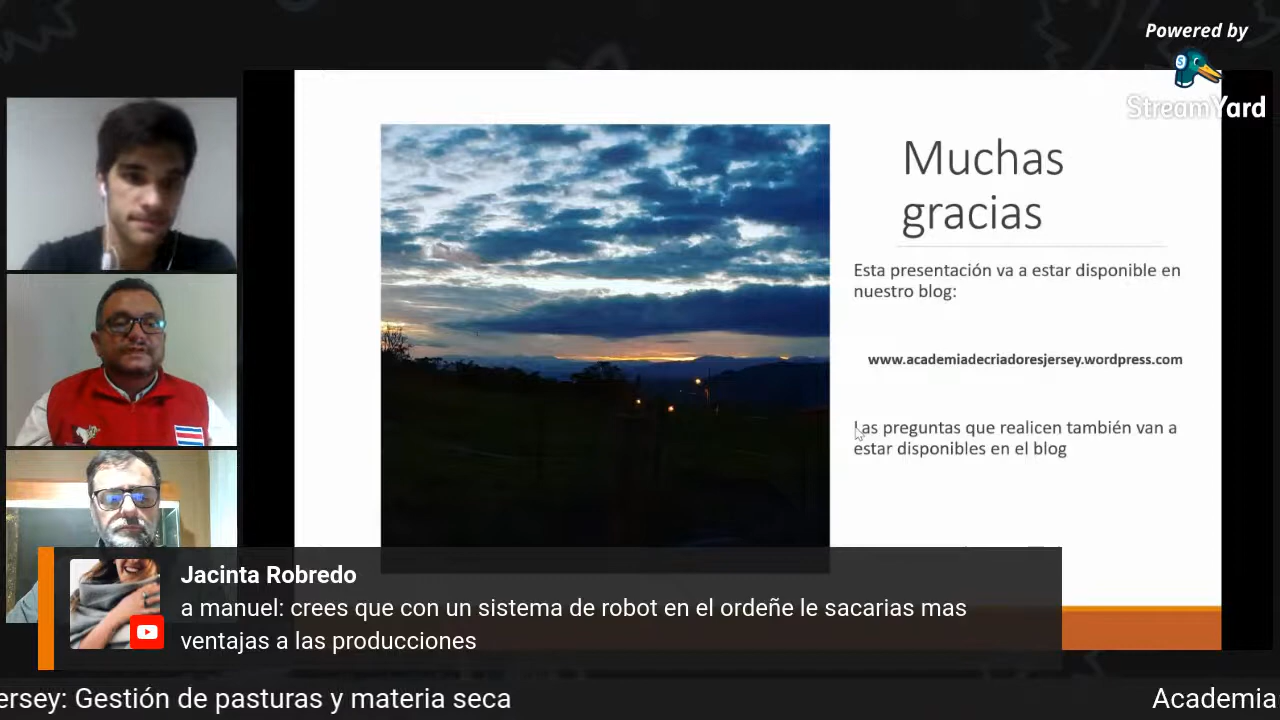 Powered by
StreamYard
Muchas
gracias
Esta presentación va a estar disponible en
nuestro blog:
www.academiadecriadoresjersey.wordpress.com
Las preguntas que realicen también van a
estar disponibles en el blog
Jacinta Robredo
a manuel: crees que con un sistema de robot en el ordeñe le sacarias mas
ventajas a las producciones
ersey: Gestión de pasturas y materia seca
Academia